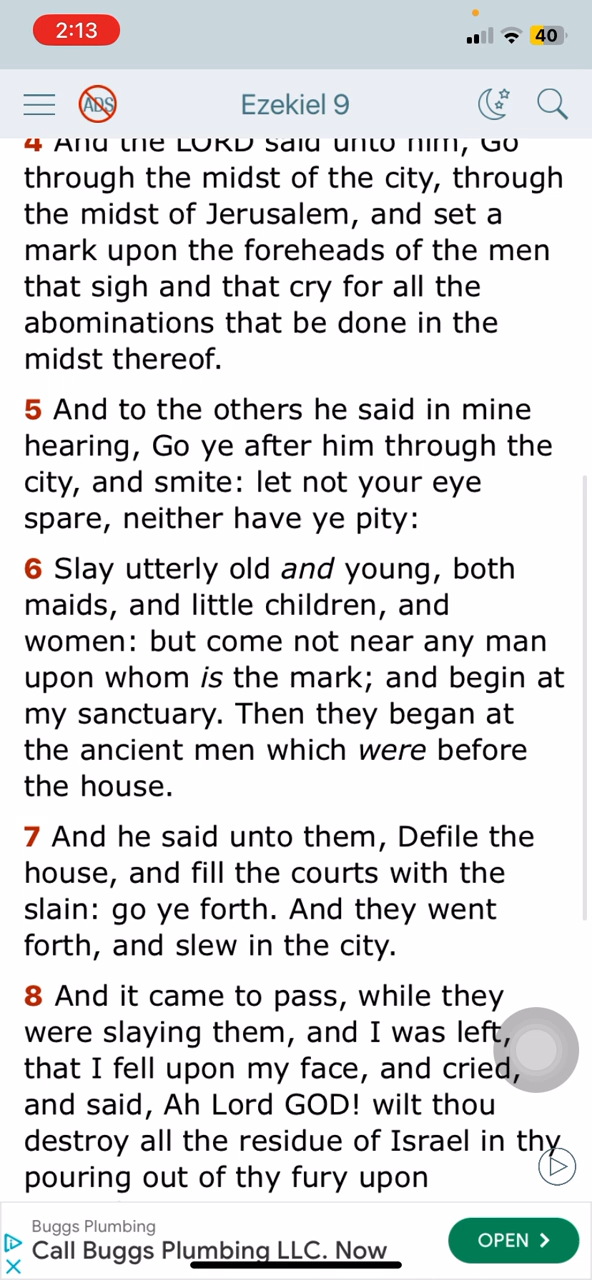 2:13
40
ADS
Ezekiel 9
4 And the LORD said unto him, Go
through the midst of the city, through
the midst of Jerusalem, and set a
mark upon the foreheads of the men
that sigh and that cry for all the
abominations that be done in the
midst thereof.
5 And to the others he said in mine
hearing, Go ye after him through the
city, and smite: let not your eye
spare, neither have ye pity:
6 Slay utterly old and young, both
maids, and little children, and
women: but come not near any man
upon whom is the mark; and begin at
my sanctuary. Then they began at
the ancient men which were before
the house.
7 And he said unto them, Defile the
house, and fill the courts with the
slain: go ye forth. And they went
forth, and slew in the city.
8 And it came to pass, while they
were slaying them, and I was left,
that I fell upon my face, and cried,
and said, Ah Lord GOD! wilt thou
destroy all the residue of Israel in thy
pouring out of thy fury upon
Buggs Plumbing
Call Buggs Plumbing LLC. Now
OPEN